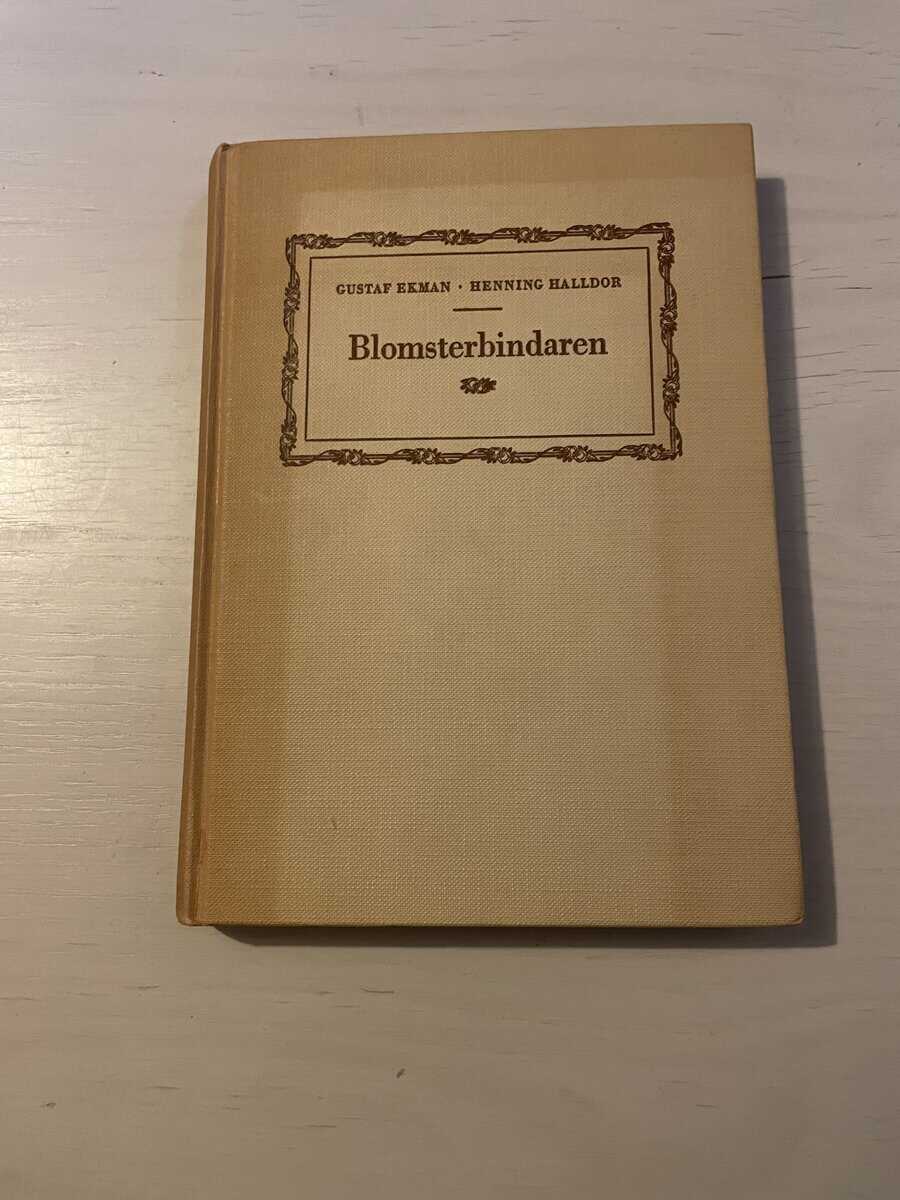 GUSTAF EKMAN · HENNING HALLDOR
Blomsterbindaren